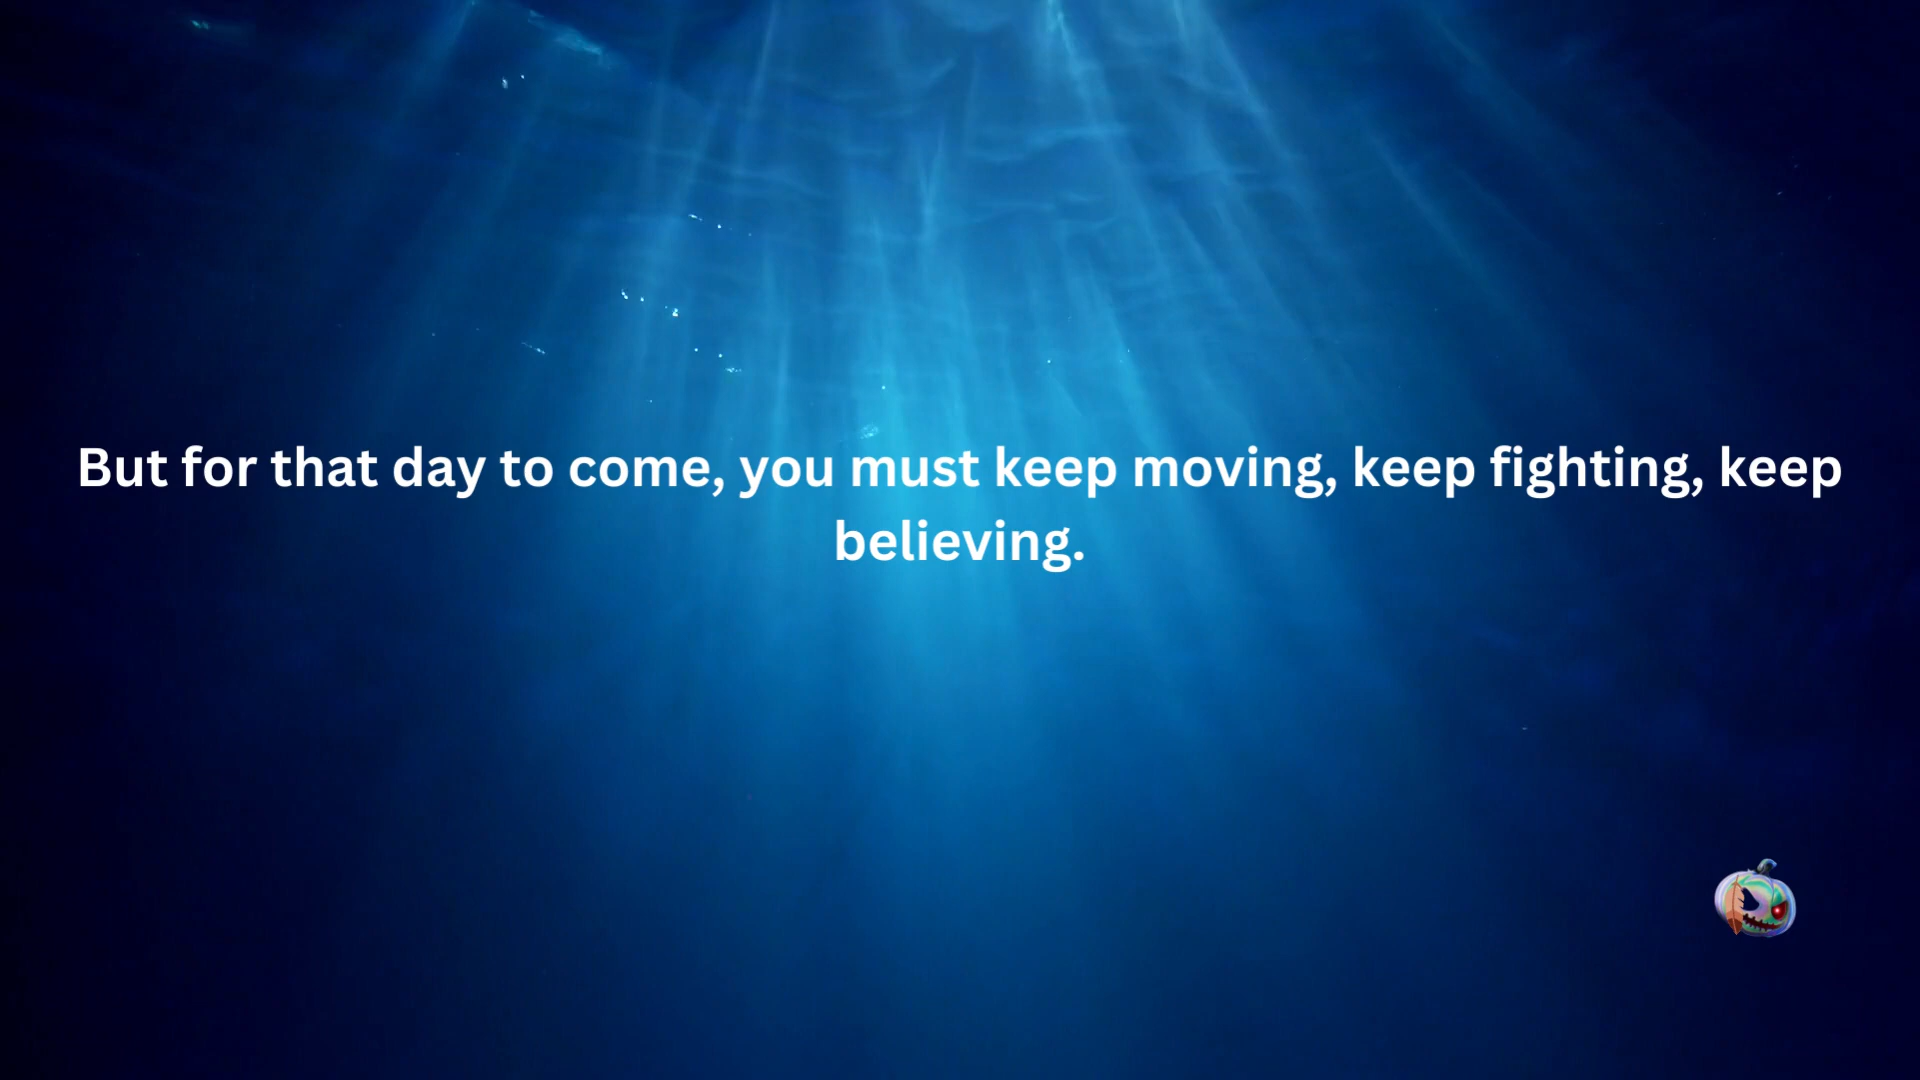 But for that day to come, you must keep moving, keep fighting, keep
believing.